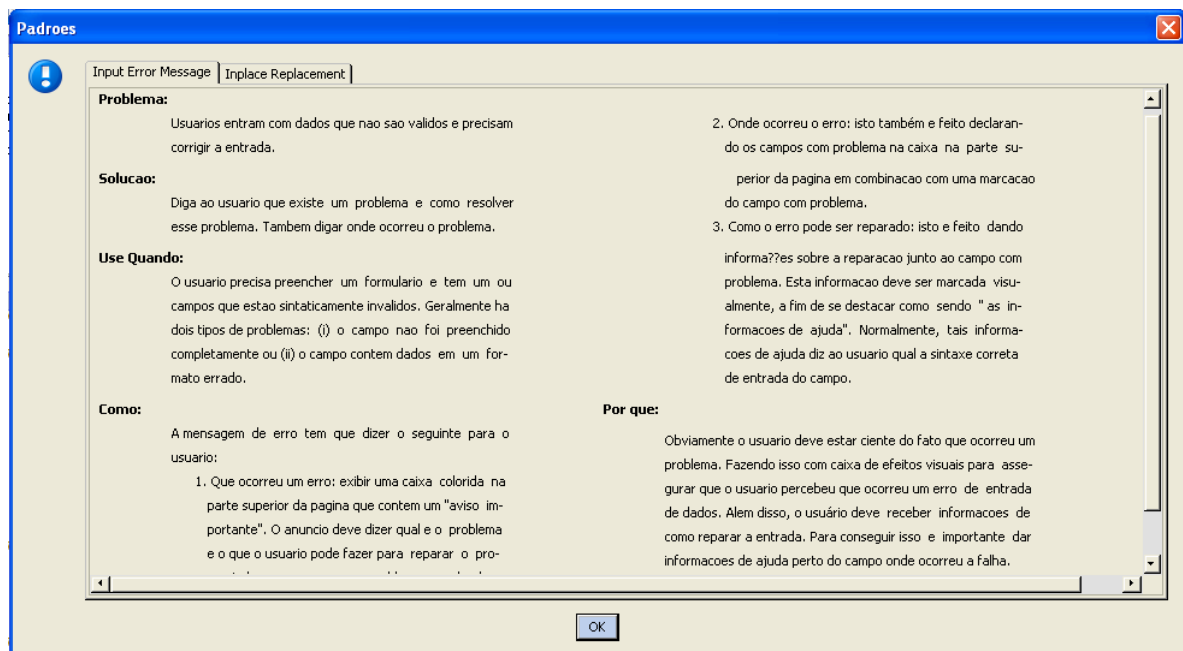 Padroes
Input Error Message
Inplace Replacement
Problema:
Usuarios entram com dados que nao sao validos e precisam
corrigir a entrada.
Solucao:
Diga ao usuario que existe um problema e como resolver
esse problema. Tambem digar onde ocorreu o problema.
Use Quando:
O usuario precisa preencher um formulario e tem um ou
campos que estao sintaticamente invalidos. Geralmente ha
dois tipos de problemas: (i) o campo nao foi preenchido
completamente ou (ii) o campo contem dados em um for-
mato errado.
Como:
A mensagem de erro tem que dizer o seguinte para o
usuario:
1. Que ocorreu um erro: exibir uma caixa colorida na
parte superior da pagina que contem um "aviso im-
portante". O anuncio deve dizer qual e o problema
e o que o usuario pode fazer para reparar o pro-
2. Onde ocorreu o erro: isto também e feito declaran-
do os campos com problema na caixa na parte su-
perior da pagina em combinacao com uma marcacao
do campo com problema.
3. Como o erro pode ser reparado: isto e feito dando
informa??es sobre a reparacao junto ao campo com
problema. Esta informacao deve ser marcada visu-
almente, a fim de se destacar como sendo " as in-
formacoes de ajuda". Normalmente, tais informa-
coes de ajuda diz ao usuario qual a sintaxe correta
de entrada do campo.
Por que:
Obviamente o usuario deve estar ciente do fato que ocorreu um
problema. Fazendo isso com caixa de efeitos visuais para asse-
gurar que o usuario percebeu que ocorreu um erro de entrada
de dados. Alem disso, o usuário deve receber informacoes de
como reparar a entrada. Para conseguir isso e importante dar
informacoes de ajuda perto do campo onde ocorreu a falha.
OK